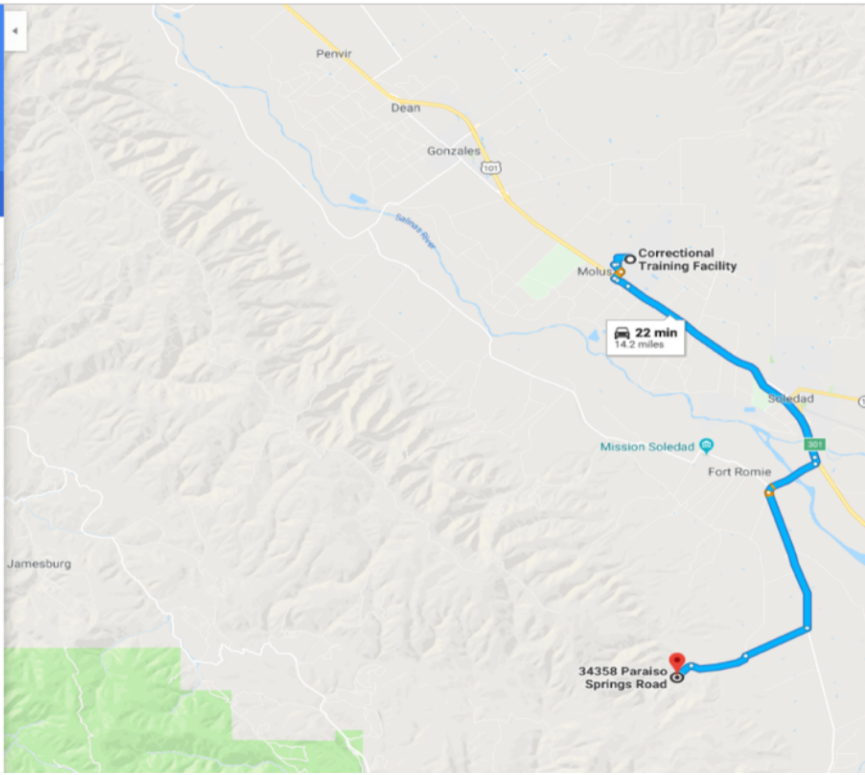 Penvir
Dean
Gonzales
101
Salinas River
Correctional
Training Facility
Molus
22 min
14.2 miles
Soledad
301
Mission Soledad
Fort Romie
Jamesburg
34358 Paraiso
Springs Road